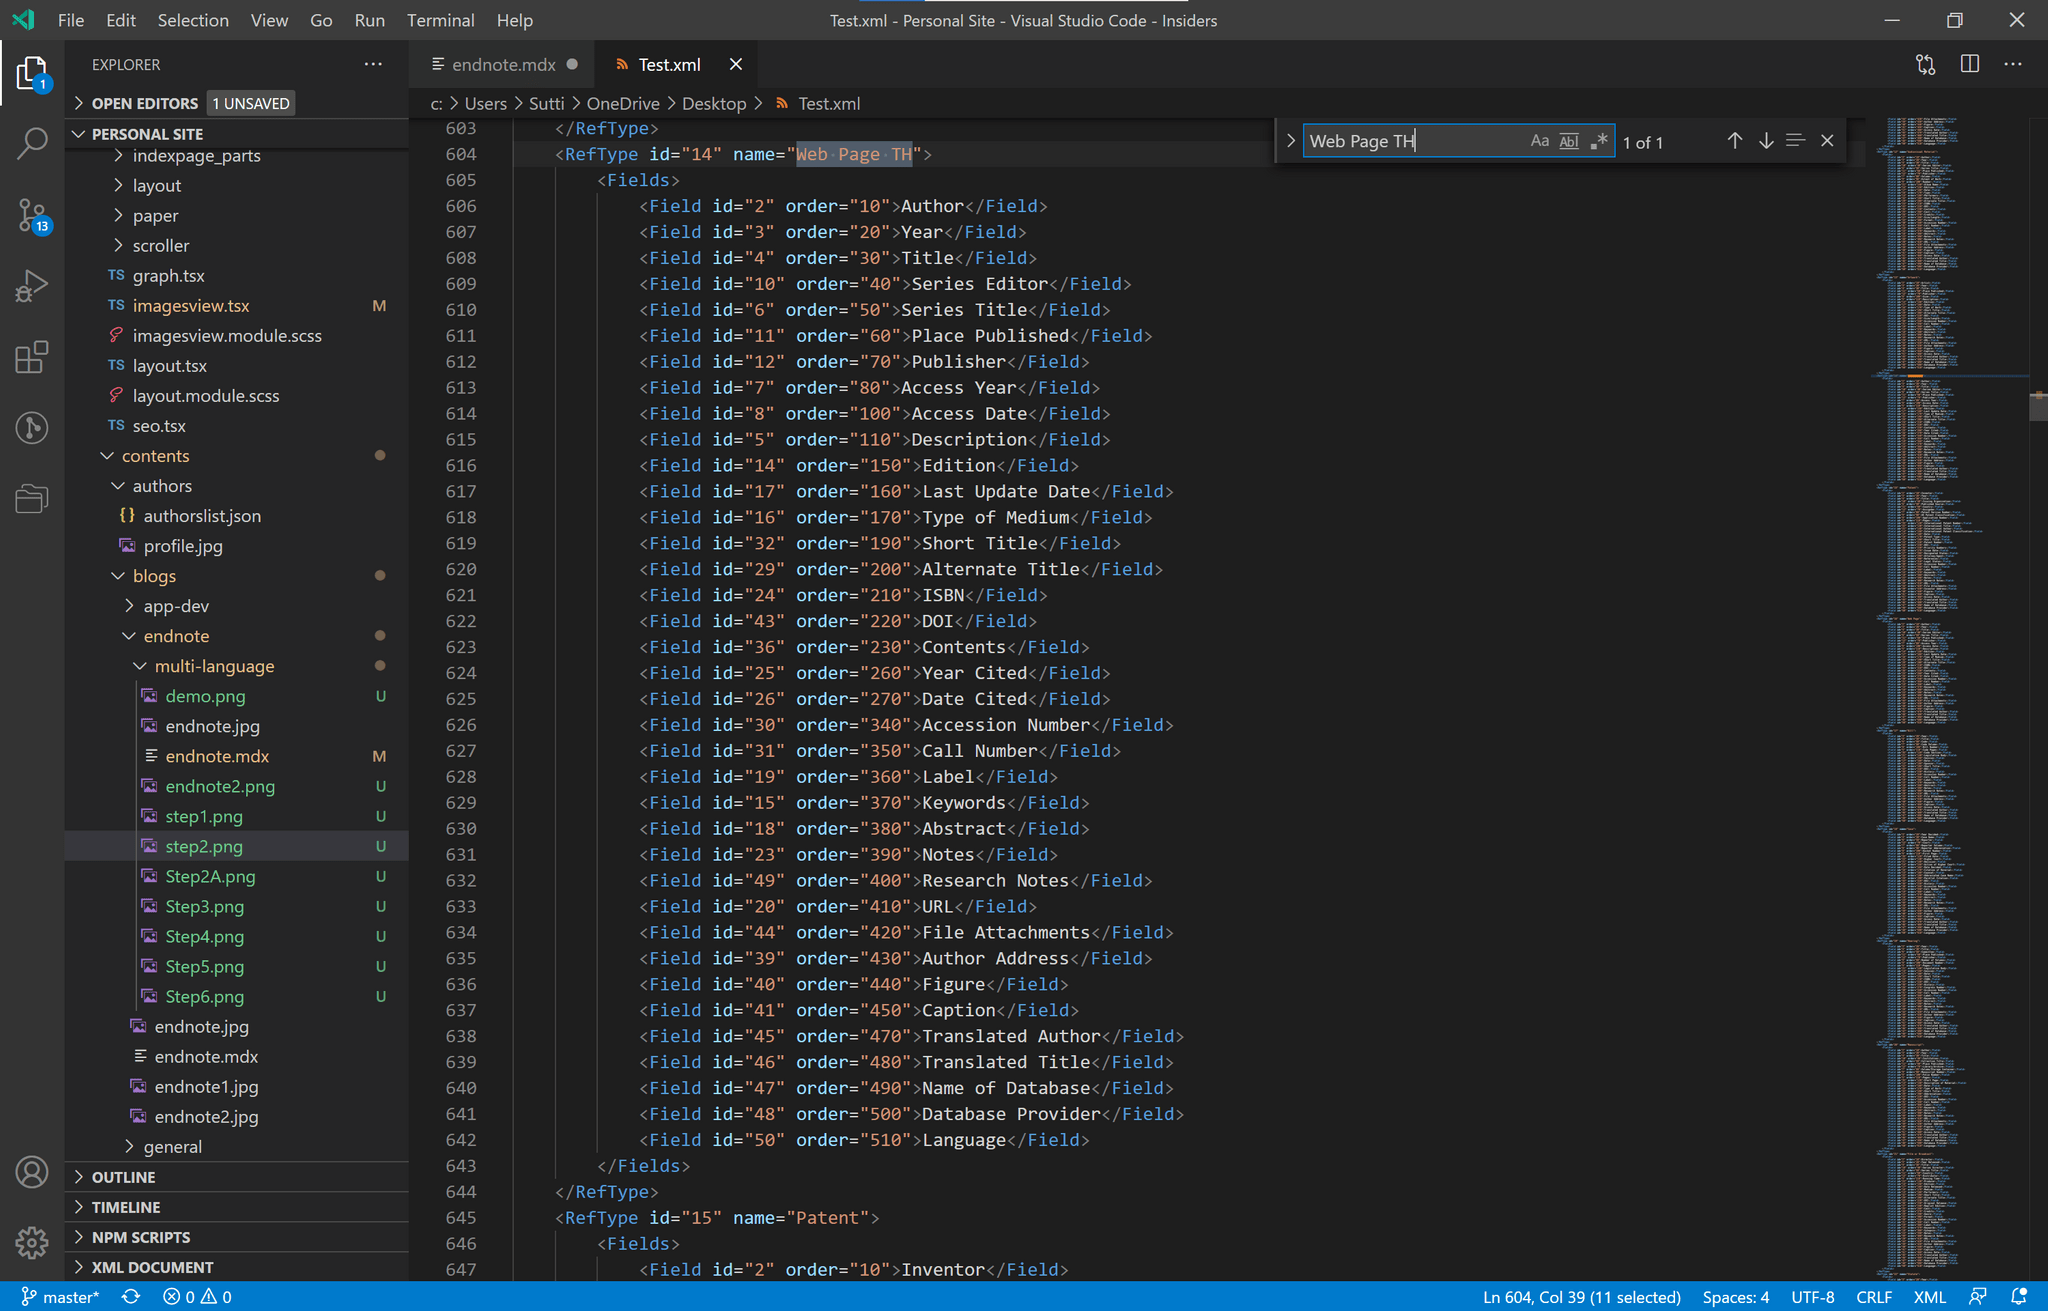 File Edit Selection View Go Run Terminal Help
Test.xml - Personal Site - Visual Studio Code - Insiders
EXPLORER
OPEN EDITORS 1 UNSAVED
PERSONAL SITE
indexpage_parts
layout
paper
scroller
TS graph.tsx
TS imagesview.tsx M
imagesview.module.scss
TS layout.tsx
layout.module.scss
TS seo.tsx
contents
authors
{} authorslist.json
profile.jpg
blogs
app-dev
endnote
multi-language
demo.png U
endnote.jpg
endnote.mdx M
endnote2.png U
step1.png U
step2.png U
Step2A.png U
Step3.png U
Step4.png U
Step5.png U
Step6.png U
endnote.jpg
endnote.mdx
endnote1.jpg
endnote2.jpg
general
OUTLINE
TIMELINE
NPM SCRIPTS
XML DOCUMENT
1
13
endnote.mdx
Test.xml
c: > Users > Sutti > OneDrive > Desktop > Test.xml
Web Page TH Aa Abl .* 1 of 1
603 </RefType>
604 <RefType id="14" name="Web·Page·TH">
605 <Fields>
606 <Field id="2" order="10">Author</Field>
607 <Field id="3" order="20">Year</Field>
608 <Field id="4" order="30">Title</Field>
609 <Field id="10" order="40">Series Editor</Field>
610 <Field id="6" order="50">Series Title</Field>
611 <Field id="11" order="60">Place Published</Field>
612 <Field id="12" order="70">Publisher</Field>
613 <Field id="7" order="80">Access Year</Field>
614 <Field id="8" order="100">Access Date</Field>
615 <Field id="5" order="110">Description</Field>
616 <Field id="14" order="150">Edition</Field>
617 <Field id="17" order="160">Last Update Date</Field>
618 <Field id="16" order="170">Type of Medium</Field>
619 <Field id="32" order="190">Short Title</Field>
620 <Field id="29" order="200">Alternate Title</Field>
621 <Field id="24" order="210">ISBN</Field>
622 <Field id="43" order="220">DOI</Field>
623 <Field id="36" order="230">Contents</Field>
624 <Field id="25" order="260">Year Cited</Field>
625 <Field id="26" order="270">Date Cited</Field>
626 <Field id="30" order="340">Accession Number</Field>
627 <Field id="31" order="350">Call Number</Field>
628 <Field id="19" order="360">Label</Field>
629 <Field id="15" order="370">Keywords</Field>
630 <Field id="18" order="380">Abstract</Field>
631 <Field id="23" order="390">Notes</Field>
632 <Field id="49" order="400">Research Notes</Field>
633 <Field id="20" order="410">URL</Field>
634 <Field id="44" order="420">File Attachments</Field>
635 <Field id="39" order="430">Author Address</Field>
636 <Field id="40" order="440">Figure</Field>
637 <Field id="41" order="450">Caption</Field>
638 <Field id="45" order="470">Translated Author</Field>
639 <Field id="46" order="480">Translated Title</Field>
640 <Field id="47" order="490">Name of Database</Field>
641 <Field id="48" order="500">Database Provider</Field>
642 <Field id="50" order="510">Language</Field>
643 </Fields>
644 </RefType>
645 <RefType id="15" name="Patent">
646 <Fields>
647 <Field id="2" order="10">Inventor</Field>
master* 0 0 Ln 604, Col 39 (11 selected) Spaces: 4 UTF-8 CRLF XML